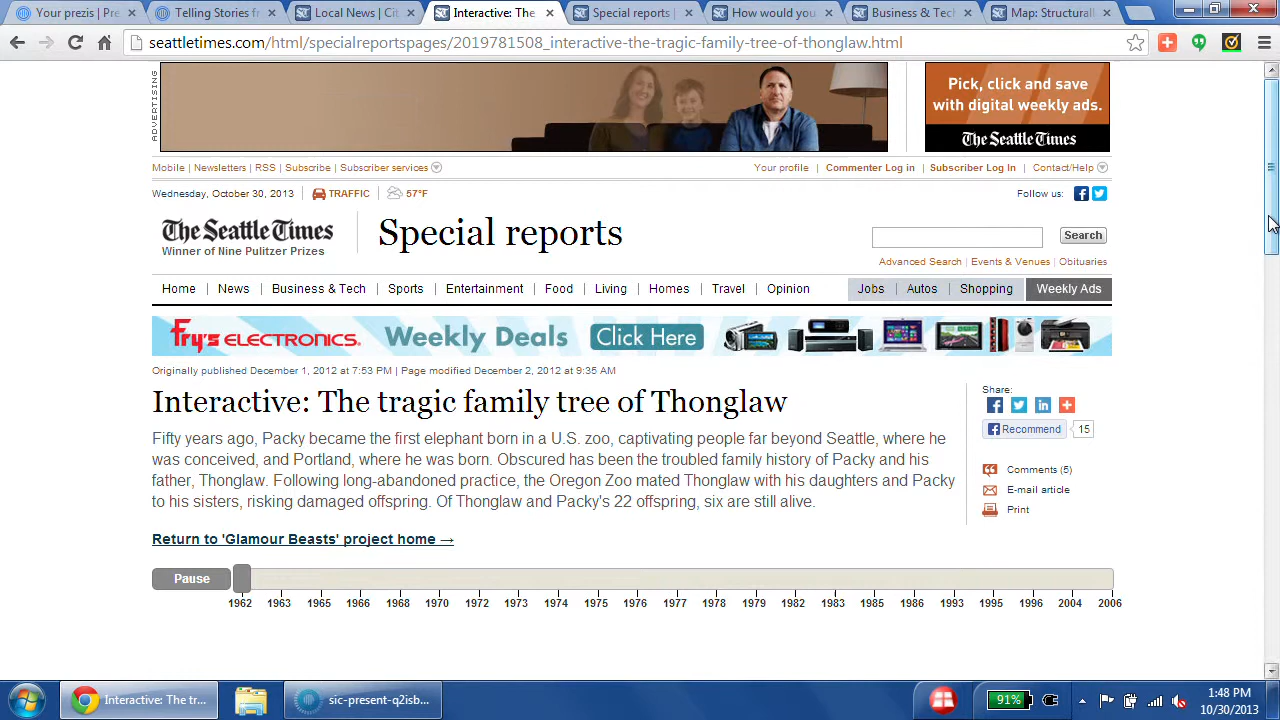 Your prezis | Pre
Telling Stories from
Local News | Cit
Interactive: The
Special reports |
How would you
Business & Tech
Map: Structurall
seattletimes.com/html/specialreportspages/2019781508_interactive-the-tragic-family-tree-of-thonglaw.html
ADVERTISING
Pick, click and save
with digital weekly ads.
The Seattle Times
Mobile | Newsletters | RSS | Subscribe | Subscriber services
Your profile | Commenter Log in | Subscriber Log In | Contact/Help
Wednesday, October 30, 2013 | TRAFFIC | 57°F
Follow us:
The Seattle Times
Winner of Nine Pulitzer Prizes
Special reports
Search
Advanced Search | Events & Venues | Obituaries
Home | News | Business & Tech | Sports | Entertainment | Food | Living | Homes | Travel | Opinion
Jobs | Autos | Shopping
Weekly Ads
fry's ELECTRONICS. Weekly Deals Click Here
Originally published December 1, 2012 at 7:53 PM | Page modified December 2, 2012 at 9:35 AM
Interactive: The tragic family tree of Thonglaw
Fifty years ago, Packy became the first elephant born in a U.S. zoo, captivating people far beyond Seattle, where he
was conceived, and Portland, where he was born. Obscured has been the troubled family history of Packy and his
father, Thonglaw. Following long-abandoned practice, the Oregon Zoo mated Thonglaw with his daughters and Packy
to his sisters, risking damaged offspring. Of Thonglaw and Packy's 22 offspring, six are still alive.
Share:
Recommend 15
Comments (5)
E-mail article
Print
Return to 'Glamour Beasts' project home →
Pause
1962 1963 1965 1966 1968 1970 1972 1973 1974 1975 1976 1977 1978 1979 1982 1983 1985 1986 1993 1995 1996 2004 2006
Interactive: The tr...
sic-present-q2isb...
91%
1:48 PM
10/30/2013